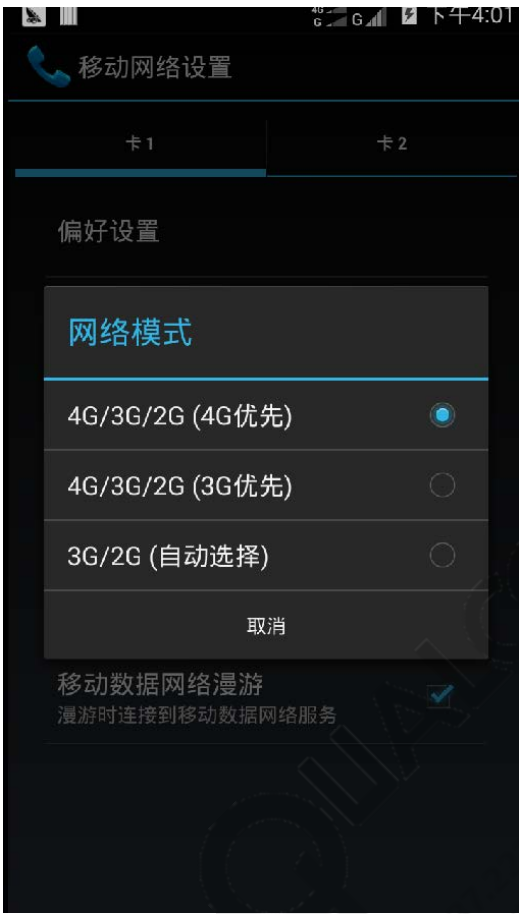 4G
G
G
下午4:01
移动网络设置
卡 1
卡 2
偏好设置
网络模式
4G/3G/2G (4G优先)
4G/3G/2G (3G优先)
3G/2G (自动选择)
取消
移动数据网络漫游
漫游时连接到移动数据网络服务